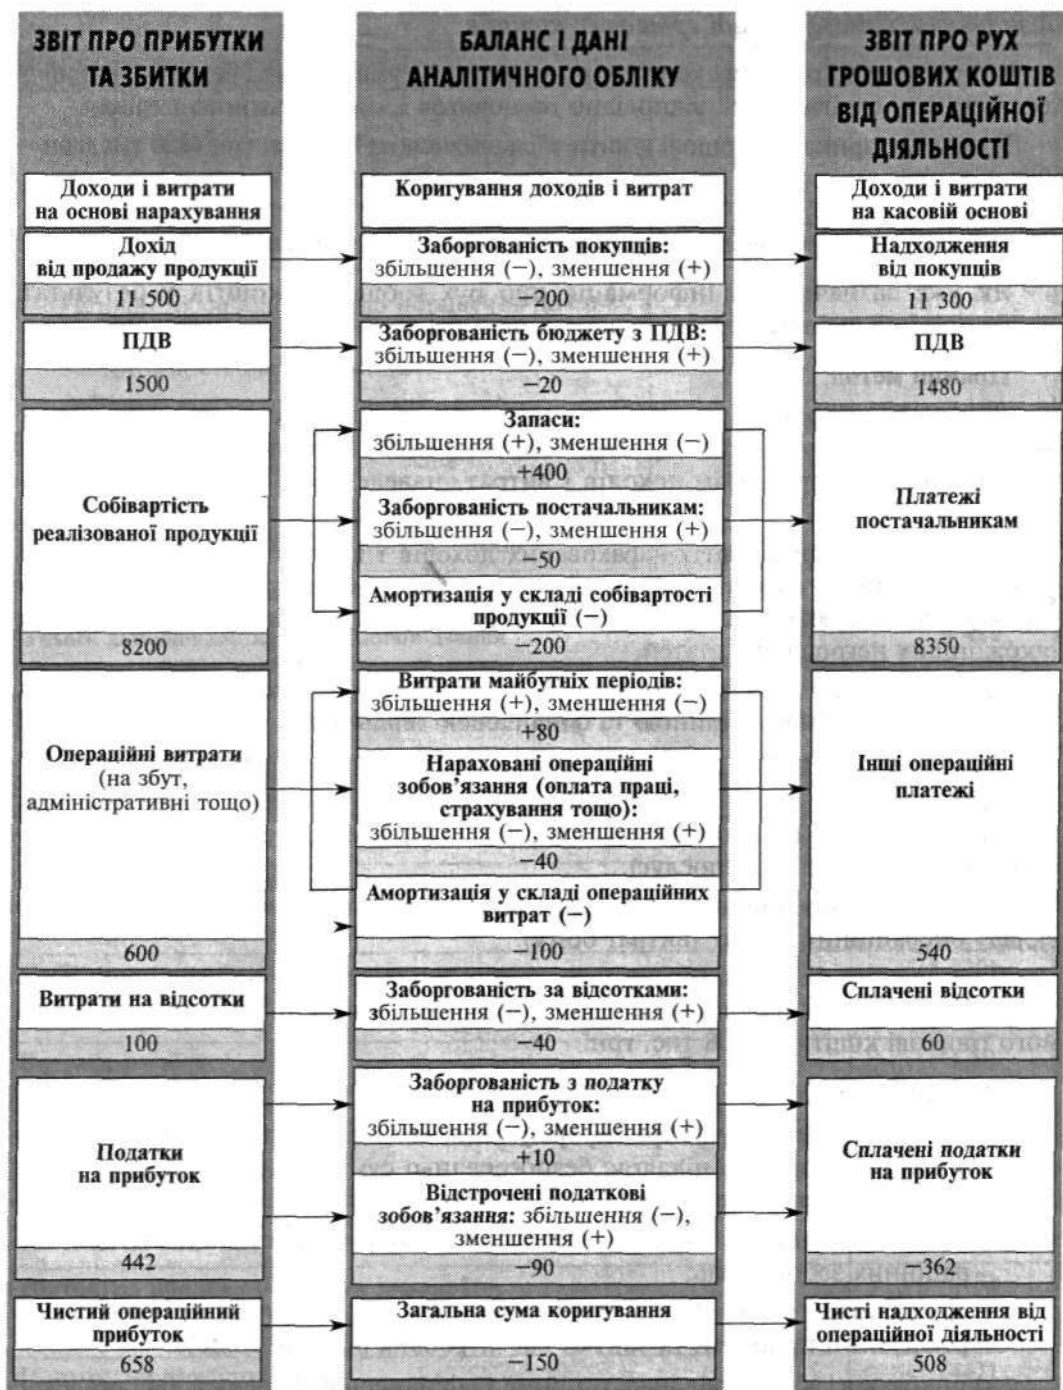 ЗВІТ ПРО ПРИБУТКИ
ТА ЗБИТКИ
БАЛАНС І ДАНІ
АНАЛІТИЧНОГО ОБЛІКУ
ЗВІТ ПРО РУХ
ГРОШОВИХ КОШТІВ
ВІД ОПЕРАЦІЙНОЇ
ДІЯЛЬНОСТІ
Доходи і витрати
на основі нарахування
Коригування доходів і витрат
Доходи і витрати
на касовій основі
Дохід
від продажу продукції
11 500
Заборгованість покупців:
збільшення (−), зменшення (+)
−200
Надходження
від покупців
11 300
ПДВ
1500
Заборгованість бюджету з ПДВ:
збільшення (−), зменшення (+)
−20
ПДВ
1480
Собівартість
реалізованої продукції
8200
Запаси:
збільшення (+), зменшення (−)
+400
Заборгованість постачальникам:
збільшення (−), зменшення (+)
−50
Амортизація у складі собівартості
продукції (−)
−200
Платежі
постачальникам
8350
Операційні витрати
(на збут,
адміністративні тощо)
600
Витрати майбутніх періодів:
збільшення (+), зменшення (−)
+80
Нараховані операційні
зобов'язання (оплата праці,
страхування тощо):
збільшення (−), зменшення (+)
−40
Амортизація у складі операційних
витрат (−)
−100
Інші операційні
платежі
540
Витрати на відсотки
100
Заборгованість за відсотками:
збільшення (−), зменшення (+)
−40
Сплачені відсотки
60
Податки
на прибуток
442
Заборгованість з податку
на прибуток:
збільшення (−), зменшення (+)
+10
Відстрочені податкові
зобов'язання: збільшення (−),
зменшення (+)
−90
Сплачені податки
на прибуток
−362
Чистий операційний
прибуток
658
Загальна сума коригування
−150
Чисті надходження від
операційної діяльності
508